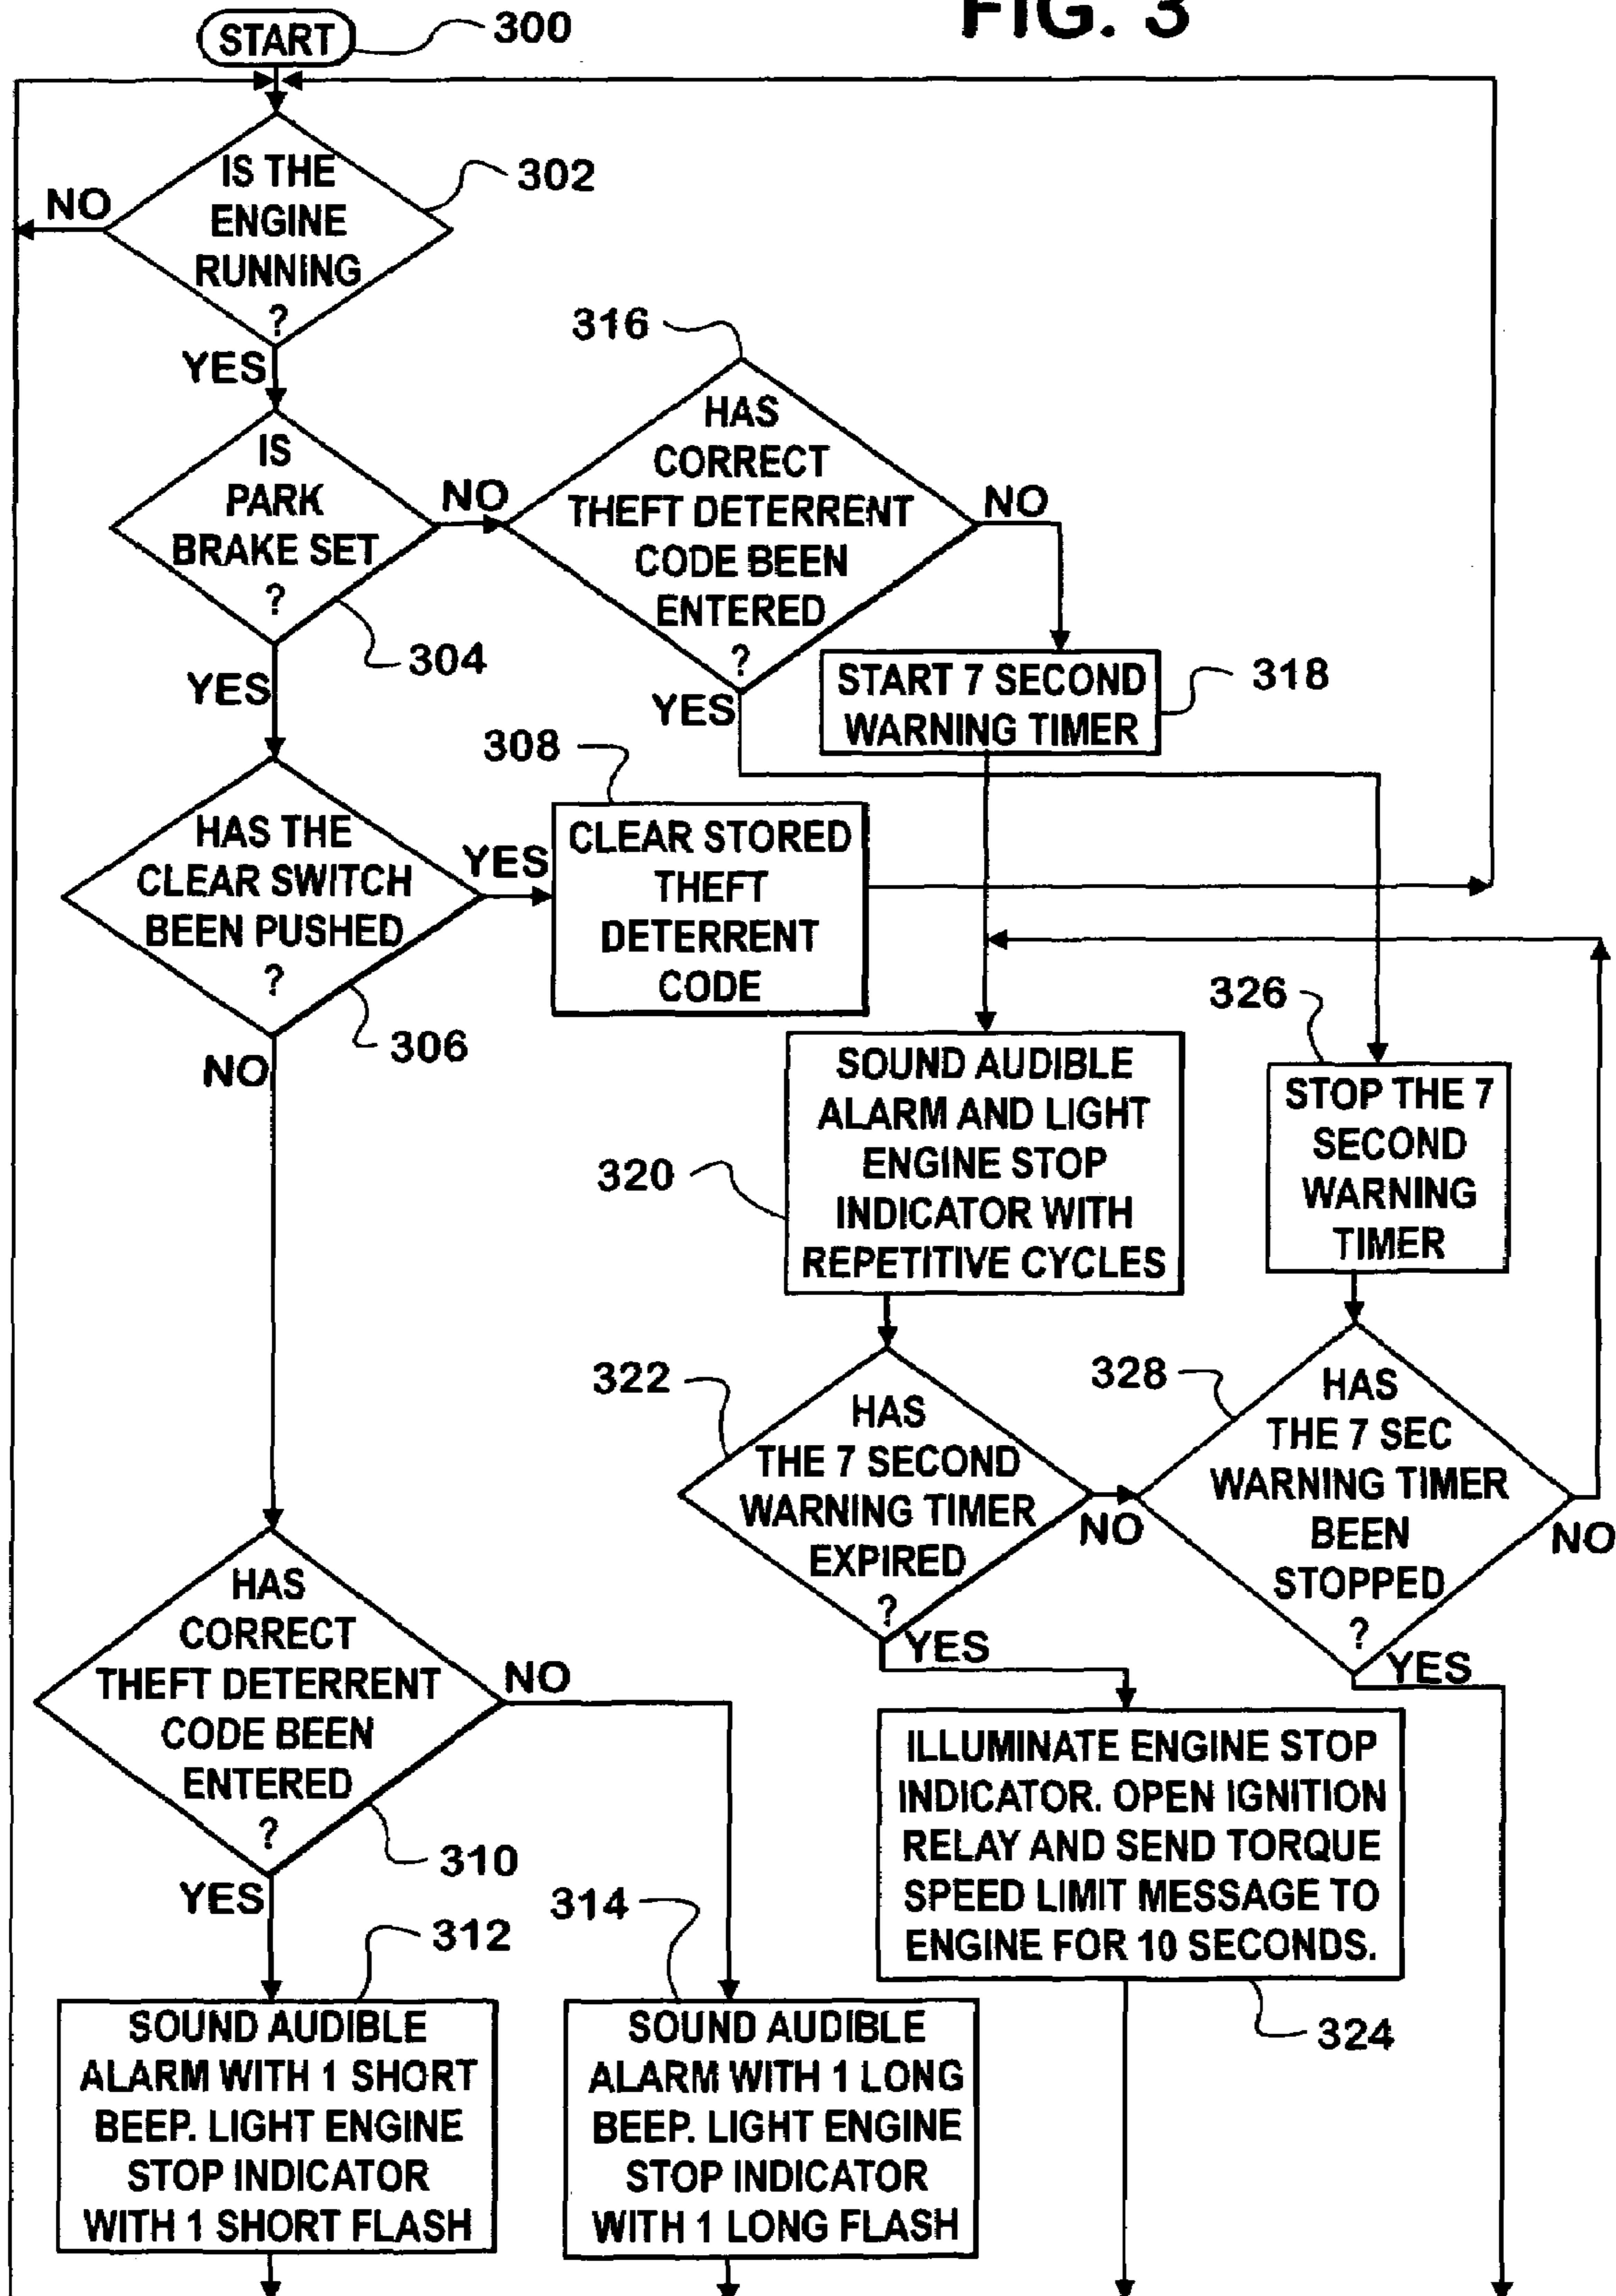 FIG. 3
START
300
IS THE
ENGINE
RUNNING
?
302
NO
YES
IS
PARK
BRAKE SET
?
304
NO
YES
316
HAS
CORRECT
THEFT DETERRENT
CODE BEEN
ENTERED
?
NO
YES
START 7 SECOND
WARNING TIMER
318
HAS THE
CLEAR SWITCH
BEEN PUSHED
?
306
YES
NO
308
CLEAR STORED
THEFT
DETERRENT
CODE
320
SOUND AUDIBLE
ALARM AND LIGHT
ENGINE STOP
INDICATOR WITH
REPETITIVE CYCLES
326
STOP THE 7
SECOND
WARNING
TIMER
322
HAS
THE 7 SECOND
WARNING TIMER
EXPIRED
?
NO
YES
328
HAS
THE 7 SEC
WARNING TIMER
BEEN
STOPPED
?
NO
YES
HAS
CORRECT
THEFT DETERRENT
CODE BEEN
ENTERED
?
310
NO
YES
ILLUMINATE ENGINE STOP
INDICATOR. OPEN IGNITION
RELAY AND SEND TORQUE
SPEED LIMIT MESSAGE TO
ENGINE FOR 10 SECONDS.
324
312
SOUND AUDIBLE
ALARM WITH 1 SHORT
BEEP. LIGHT ENGINE
STOP INDICATOR
WITH 1 SHORT FLASH
314
SOUND AUDIBLE
ALARM WITH 1 LONG
BEEP. LIGHT ENGINE
STOP INDICATOR
WITH 1 LONG FLASH